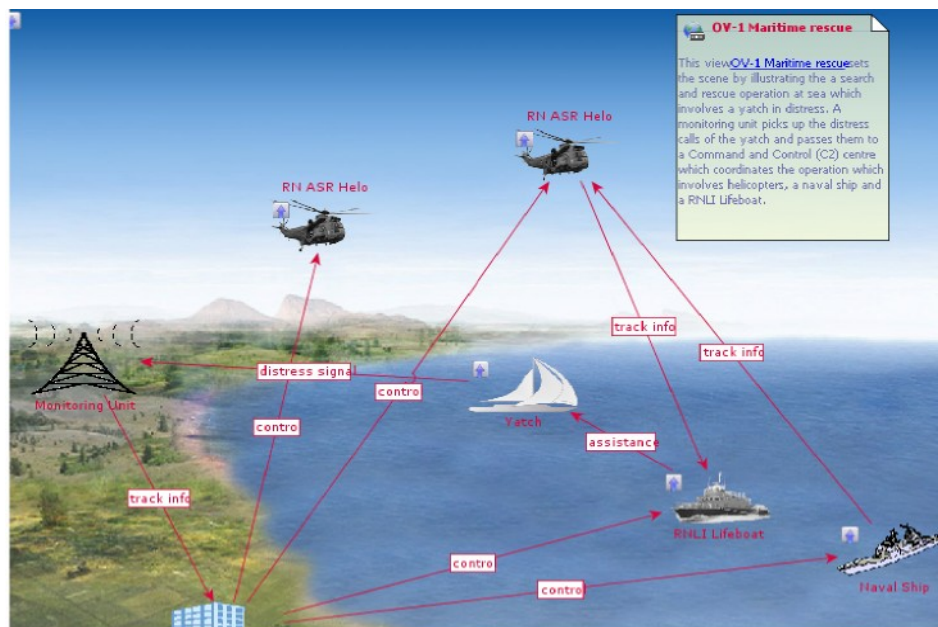 OV-1 Maritime rescue
This viewOV-1 Maritime rescuesets
the scene by illustrating the a search
and rescue operation at sea which
involves a yatch in distress. A
monitoring unit picks up the distress
calls of the yatch and passes them to
a Command and Control (C2) centre
which coordinates the operation which
involves helicopters, a naval ship and
a RNLI Lifeboat.
RN ASR Helo
RN ASR Helo
track info
track info
distress signal
contro
Monitoring Unit
Yatch
contro
assistance
track info
RNLI Lifeboat
contro
control
Naval Ship